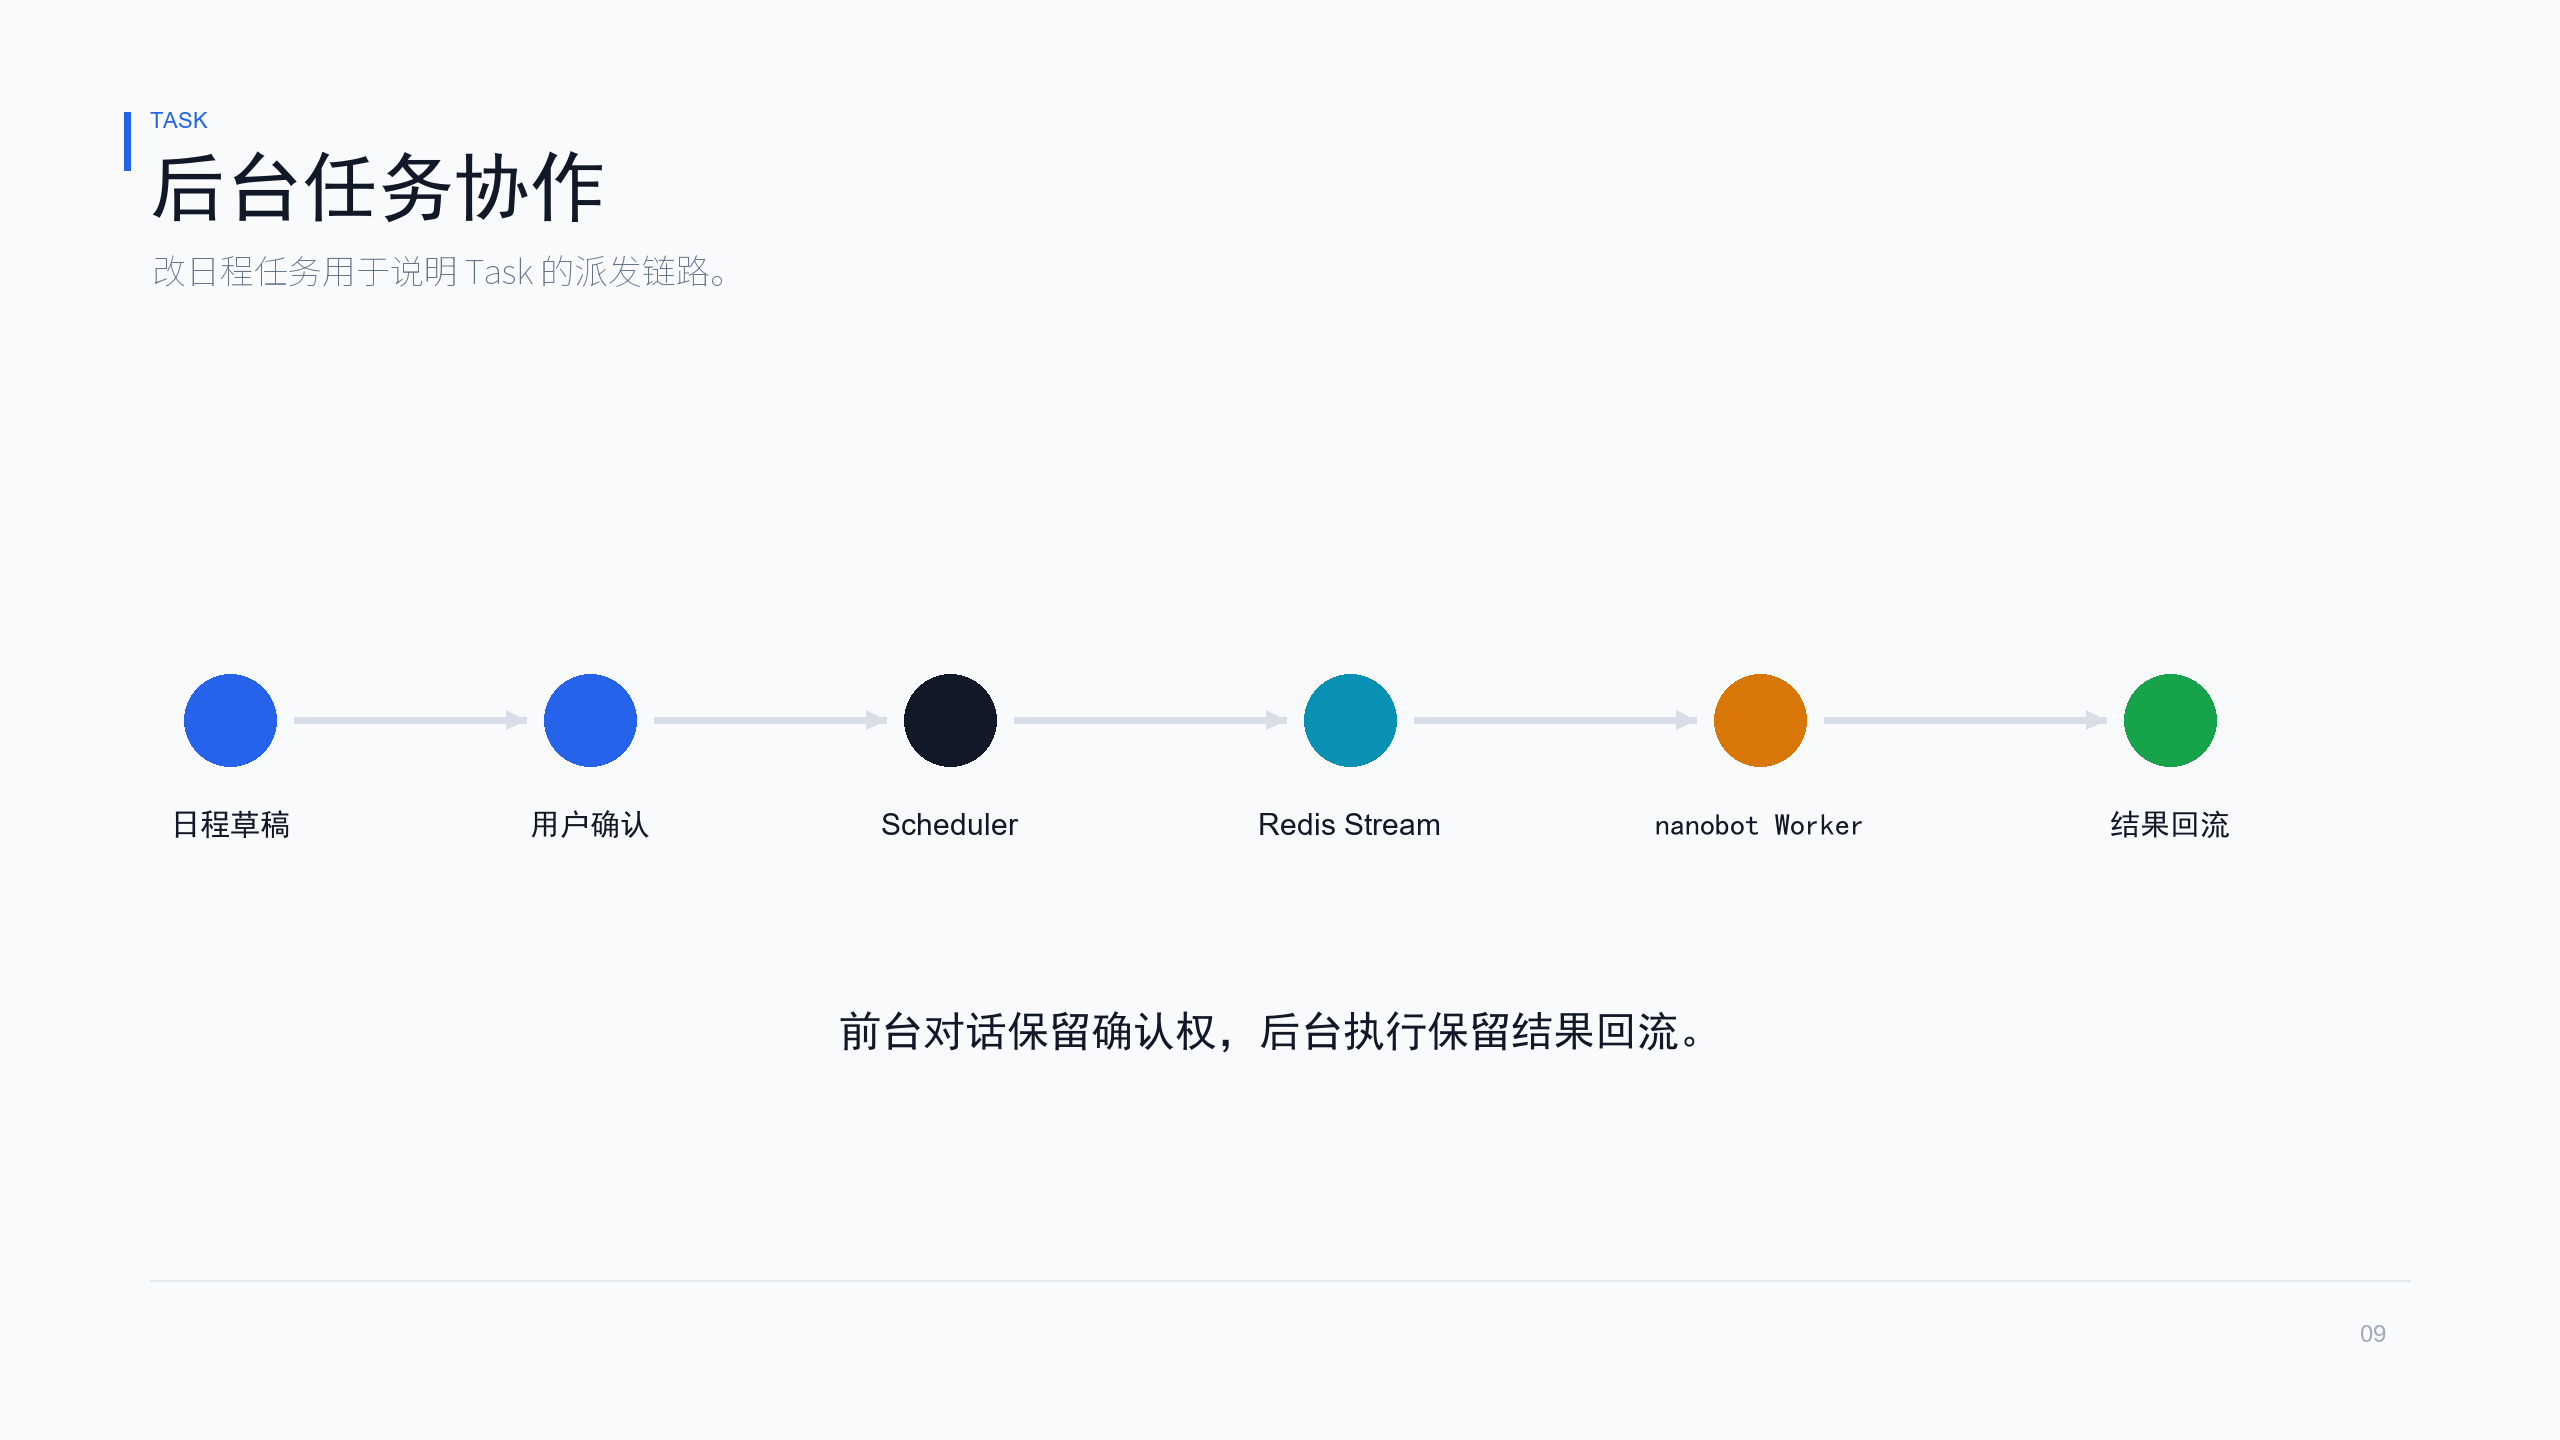 TASK
后台任务协作
改日程任务用于说明 Task 的派发链路。
日程草稿
用户确认
Scheduler
Redis Stream
nanobot Worker
结果回流
前台对话保留确认权，后台执行保留结果回流。
09